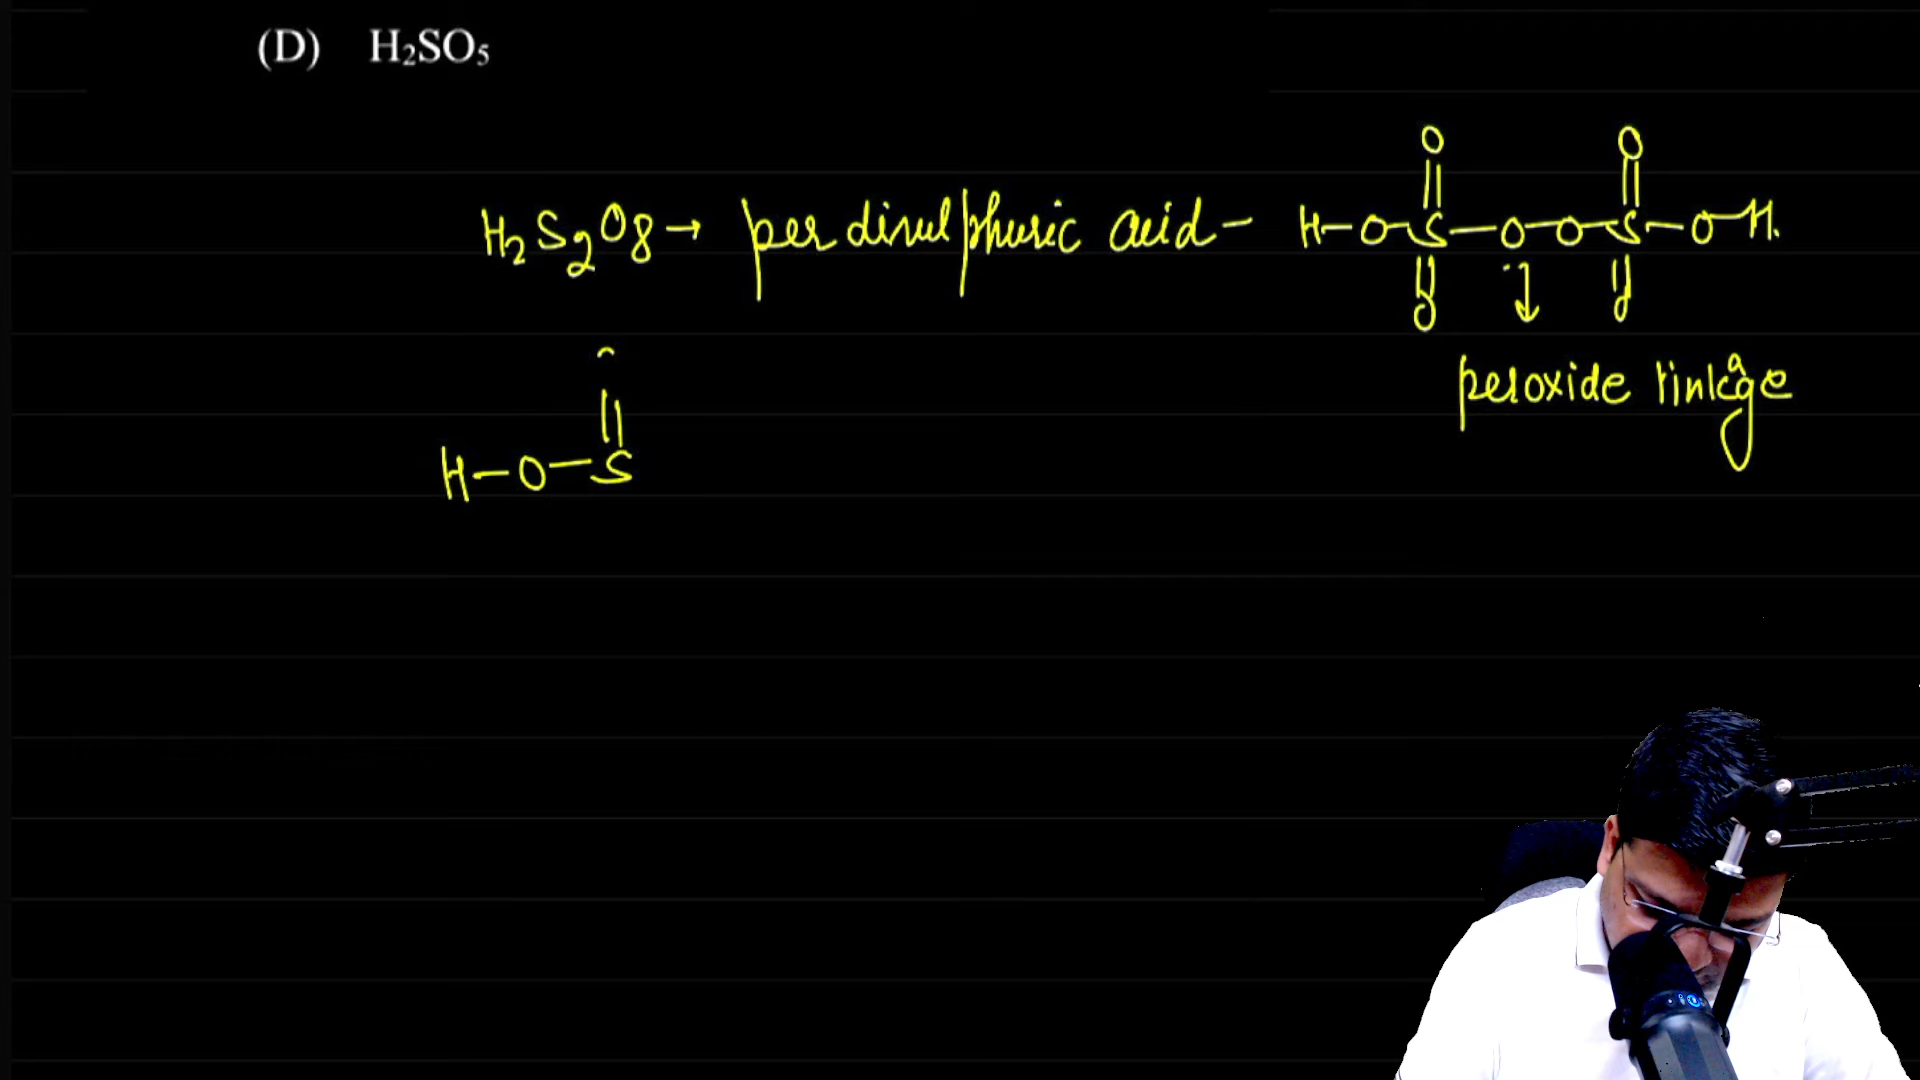 (D) H₂SO₅
O O
H₂S₂O₈ → per disulphuric acid - H-O-S-O-O-S-O-H.
O ↓ O
peroxide linkage
H-O-S